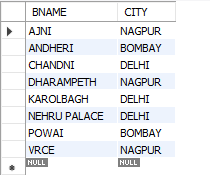 BNAME CITY
AJNI NAGPUR
ANDHERI BOMBAY
CHANDNI DELHI
DHARAMPETH NAGPUR
KAROLBAGH DELHI
NEHRU PALACE DELHI
POWAI BOMBAY
VRCE NAGPUR
NULL NULL